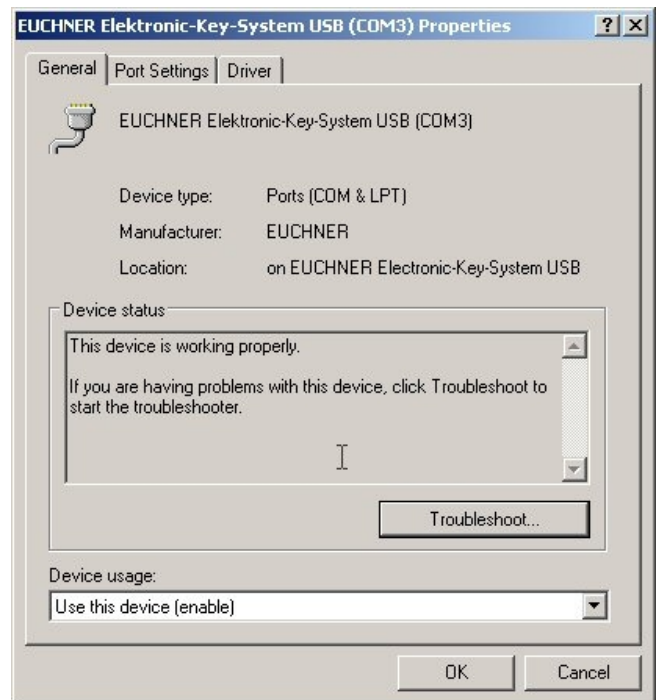 EUCHNER Elektronic-Key-System USB (COM3) Properties
General
Port Settings
Driver
EUCHNER Elektronic-Key-System USB (COM3)
Device type: Ports (COM & LPT)
Manufacturer: EUCHNER
Location: on EUCHNER Electronic-Key-System USB
Device status
This device is working properly.
If you are having problems with this device, click Troubleshoot to
start the troubleshooter.
Troubleshoot...
Device usage:
Use this device (enable)
OK
Cancel